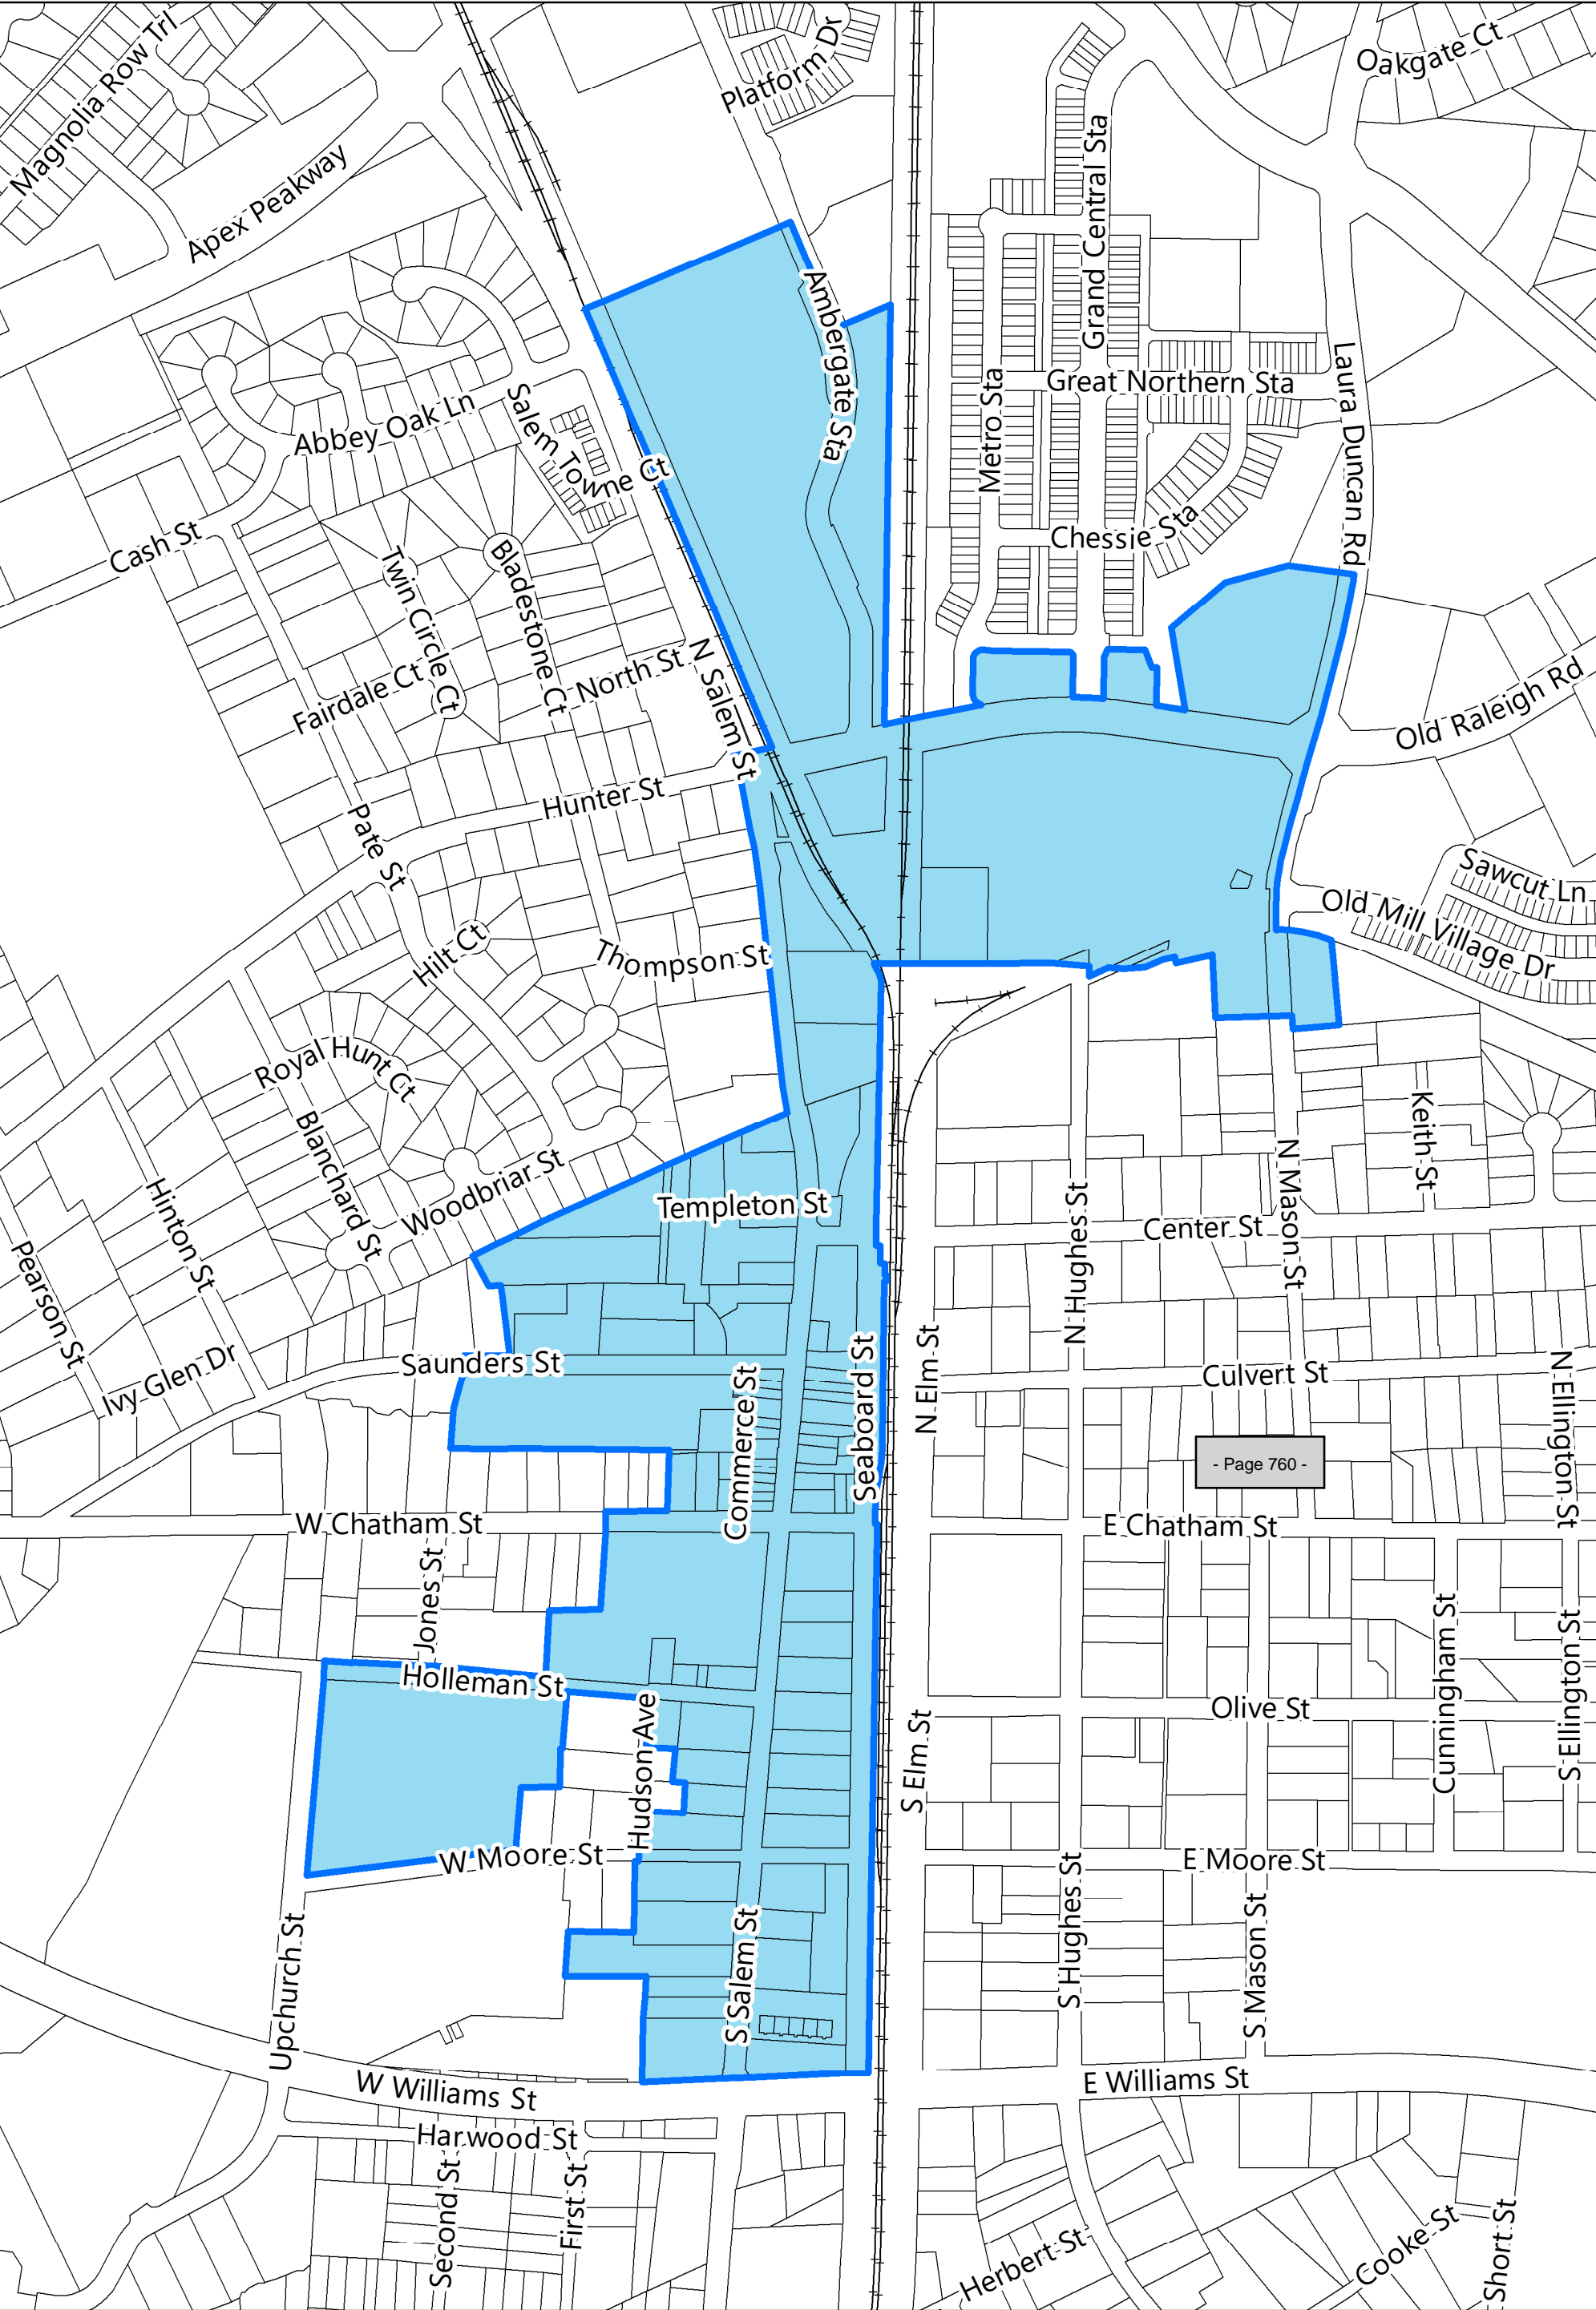 Magnolia Row Trl
Platform Dr
Oakgate Ct
Apex Peakway
Grand Central Sta
Ambergate Sta
Laura Duncan Rd
Great Northern Sta
Metro Sta
Abbey Oak Ln
Salem Towne Ct
Cash St
Chessie Sta
Twin Circle Ct
Bladestone Ct
Fairdale Ct
North St
N Salem St
Old Raleigh Rd
Hunter St
Pate St
Sawcut Ln
Old Mill Village Dr
Hilt Ct
Thompson St
Royal Hunt Ct
Blanchard St
Keith St
Woodbriar St
Hinton St
Templeton St
N Hughes St
Center St
N Mason St
Pearson St
Ivy Glen Dr
Saunders St
Commerce St
Seaboard St
N Elm St
Culvert St
N Ellington St
- Page 760 -
W Chatham St
E Chatham St
Jones St
Cunningham St
S Ellington St
Holleman St
Hudson Ave
S Elm St
Olive St
W Moore St
E Moore St
Upchurch St
S Salem St
S Hughes St
S Mason St
W Williams St
E Williams St
Harwood St
Second St
First St
Herbert St
Cooke St
Short St